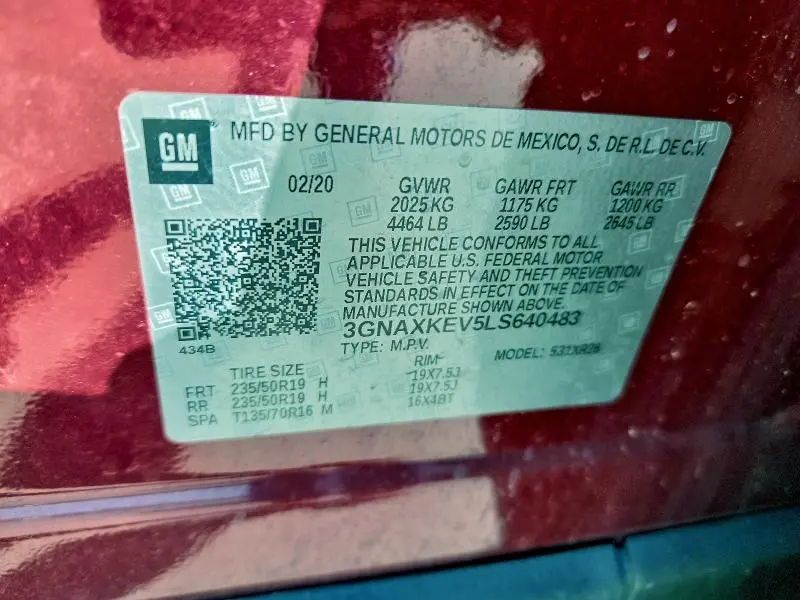 GM MFD BY GENERAL MOTORS DE MEXICO, S. DE R.L. DE C.V.
02/20 GVWR GAWR FRT GAWR RR
2025 KG 1175 KG 1200 KG
4464 LB 2590 LB 2645 LB
THIS VEHICLE CONFORMS TO ALL
APPLICABLE U.S. FEDERAL MOTOR
VEHICLE SAFETY AND THEFT PREVENTION
STANDARDS IN EFFECT ON THE DATE OF
MANUFACTURE SHOWN ABOVE.
3GNAXKEV5LS640483
434B TYPE: M.P.V. MODEL: 531XR26
TIRE SIZE RIM
FRT 235/50R19 H 19X7.5J
RR 235/50R19 H 19X7.5J
SPA T135/70R16 M 16X4BT